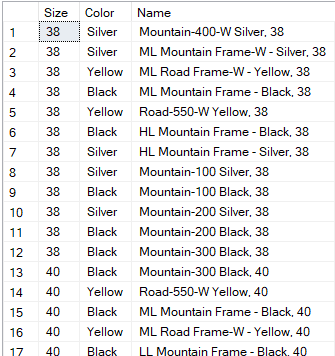 Size Color Name
1 38 Silver Mountain-400-W Silver, 38
2 38 Silver ML Mountain Frame-W - Silver, 38
3 38 Yellow ML Road Frame-W - Yellow, 38
4 38 Black ML Mountain Frame - Black, 38
5 38 Yellow Road-550-W Yellow, 38
6 38 Black HL Mountain Frame - Black, 38
7 38 Silver HL Mountain Frame - Silver, 38
8 38 Silver Mountain-100 Silver, 38
9 38 Black Mountain-100 Black, 38
10 38 Silver Mountain-200 Silver, 38
11 38 Black Mountain-200 Black, 38
12 38 Black Mountain-300 Black, 38
13 40 Black Mountain-300 Black, 40
14 40 Yellow Road-550-W Yellow, 40
15 40 Black ML Mountain Frame - Black, 40
16 40 Yellow ML Road Frame-W - Yellow, 40
17 40 Black LL Mountain Frame - Black, 40